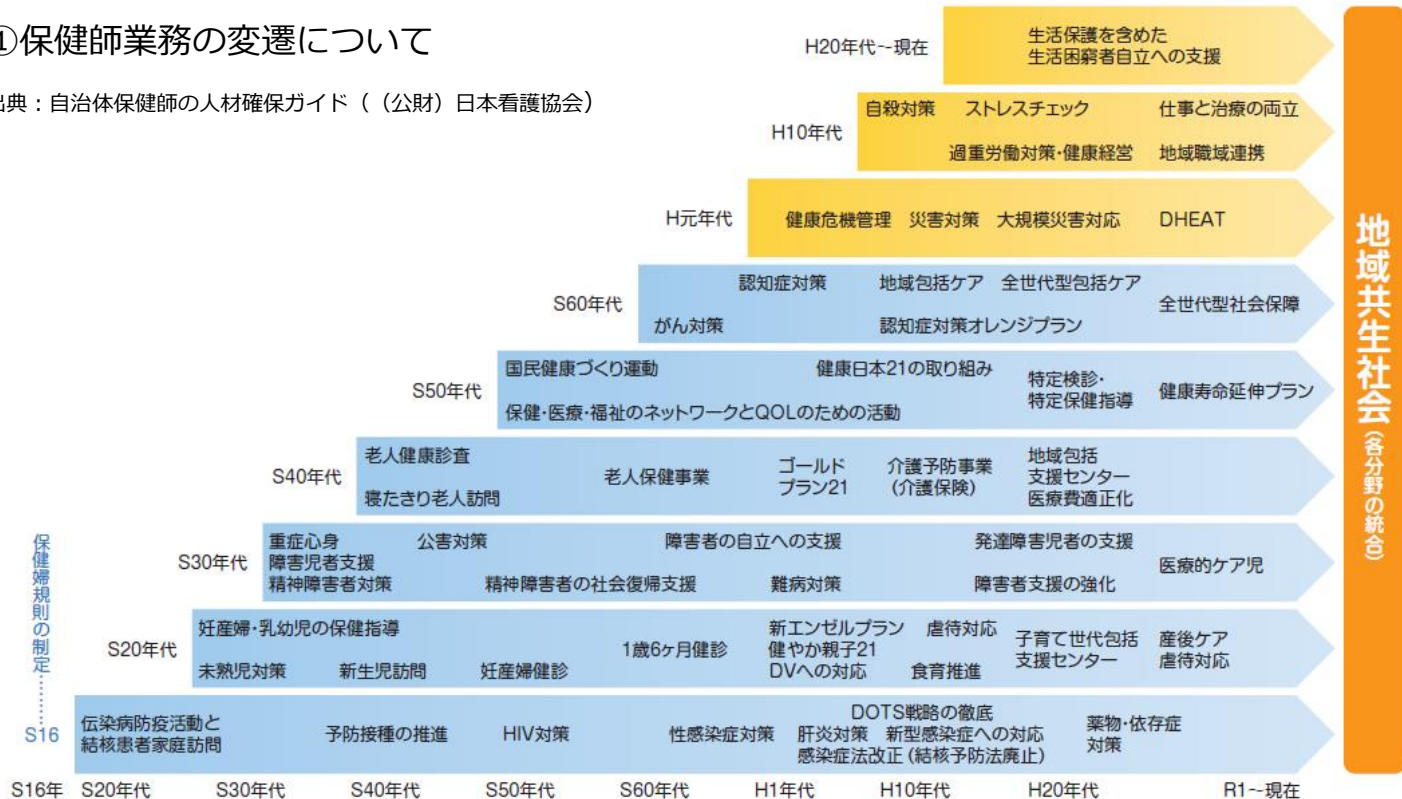 ①保健師業務の変遷について
出典：自治体保健師の人材確保ガイド（（公財）日本看護協会）
H20年代～現在
生活保護を含めた
生活困窮者自立への支援
H10年代
自殺対策 ストレスチェック 仕事と治療の両立
過重労働対策・健康経営 地域職域連携
H元年代
健康危機管理 災害対策 大規模災害対応 DHEAT
S60年代
認知症対策 地域包括ケア 全世代型包括ケア
がん対策 認知症対策オレンジプラン
全世代型社会保障
S50年代
国民健康づくり運動 健康日本21の取り組み
保健・医療・福祉のネットワークとQOLのための活動
特定検診・
特定保健指導
健康寿命延伸プラン
S40年代
老人健康診査
寝たきり老人訪問
老人保健事業
ゴールド
プラン21
介護予防事業
(介護保険)
地域包括
支援センター
医療費適正化
S30年代
重症心身
障害児者支援
精神障害者対策
公害対策
精神障害者の社会復帰支援
障害者の自立への支援
難病対策
発達障害児者の支援
障害者支援の強化
医療的ケア児
S20年代
妊産婦・乳幼児の保健指導
未熟児対策 新生児訪問 妊産婦健診
1歳6ヶ月健診
新エンゼルプラン 虐待対応
健やか親子21
DVへの対応 食育推進
子育て世代包括
支援センター
産後ケア
虐待対応
保健婦規則の制定………
S16
伝染病防疫活動と
結核患者家庭訪問
予防接種の推進
HIV対策
性感染症対策
DOTS戦略の徹底
肝炎対策 新型感染症への対応
感染症法改正(結核予防法廃止)
薬物・依存症
対策
S16年 S20年代 S30年代 S40年代 S50年代 S60年代 H1年代 H10年代 H20年代 R1～現在
地域共生社会(各分野の統合)